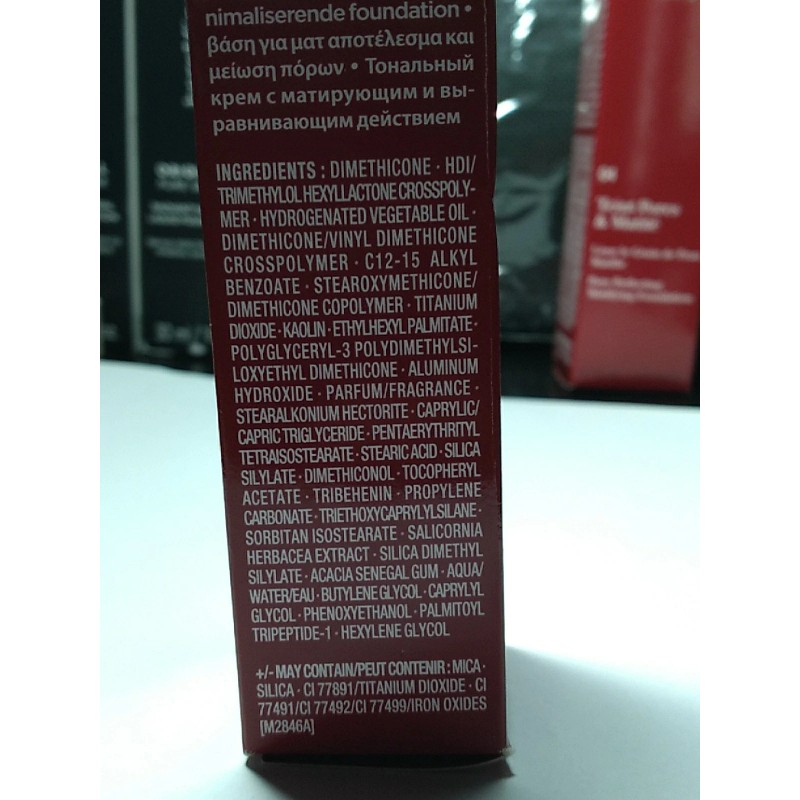 nimaliserende foundation •
βάση για ματ αποτέλεσμα και
μείωση πόρων • Тональный
крем с матирующим и вы-
равнивающим действием
INGREDIENTS : DIMETHICONE · HDI/
TRIMETHYLOL HEXYLLACTONE CROSSPOLY-
MER · HYDROGENATED VEGETABLE OIL ·
DIMETHICONE/VINYL DIMETHICONE
CROSSPOLYMER · C12-15 ALKYL
BENZOATE · STEAROXYMETHICONE/
DIMETHICONE COPOLYMER · TITANIUM
DIOXIDE · KAOLIN · ETHYLHEXYL PALMITATE ·
POLYGLYCERYL-3 POLYDIMETHYLSI-
LOXYETHYL DIMETHICONE · ALUMINUM
HYDROXIDE · PARFUM/FRAGRANCE ·
STEARALKONIUM HECTORITE · CAPRYLIC/
CAPRIC TRIGLYCERIDE · PENTAERYTHRITYL
TETRAISOSTEARATE · STEARIC ACID · SILICA
SILYLATE · DIMETHICONOL · TOCOPHERYL
ACETATE · TRIBEHENIN · PROPYLENE
CARBONATE · TRIETHOXYCAPRYLYLSILANE ·
SORBITAN ISOSTEARATE · SALICORNIA
HERBACEA EXTRACT · SILICA DIMETHYL
SILYLATE · ACACIA SENEGAL GUM · AQUA/
WATER/EAU · BUTYLENE GLYCOL · CAPRYLYL
GLYCOL · PHENOXYETHANOL · PALMITOYL
TRIPEPTIDE-1 · HEXYLENE GLYCOL
+/- MAY CONTAIN/PEUT CONTENIR : MICA ·
SILICA · CI 77891/TITANIUM DIOXIDE · CI
77491/CI 77492/CI 77499/IRON OXIDES
[M2846A]
& Matité